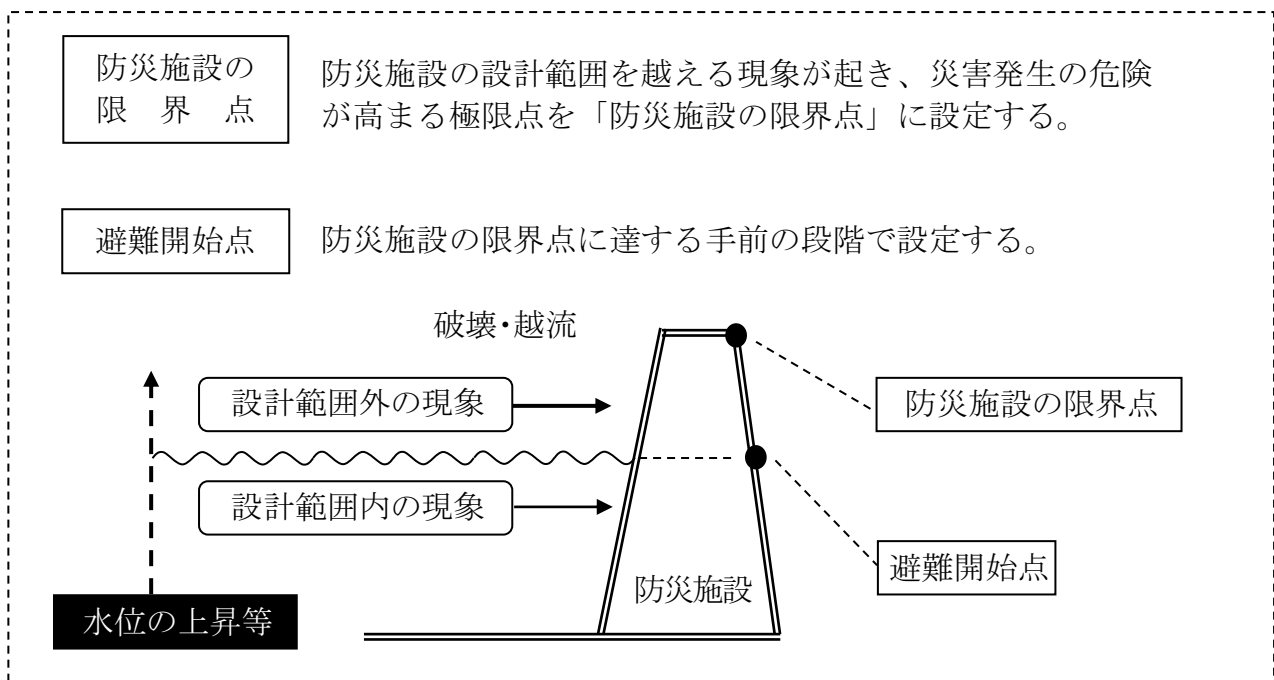 防災施設の
限界点
防災施設の設計範囲を越える現象が起き、災害発生の危険
が高まる極限点を「防災施設の限界点」に設定する。
避難開始点
防災施設の限界点に達する手前の段階で設定する。
破壊・越流
設計範囲外の現象
防災施設の限界点
設計範囲内の現象
避難開始点
防災施設
水位の上昇等